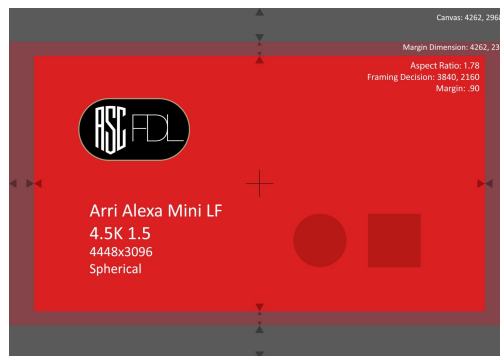 Canvas: 4262, 2968
Margin Dimension: 4262, 23
Aspect Ratio: 1.78
Framing Decision: 3840, 2160
Margin: .90
ASC FDL
Arri Alexa Mini LF
4.5K 1.5
4448x3096
Spherical